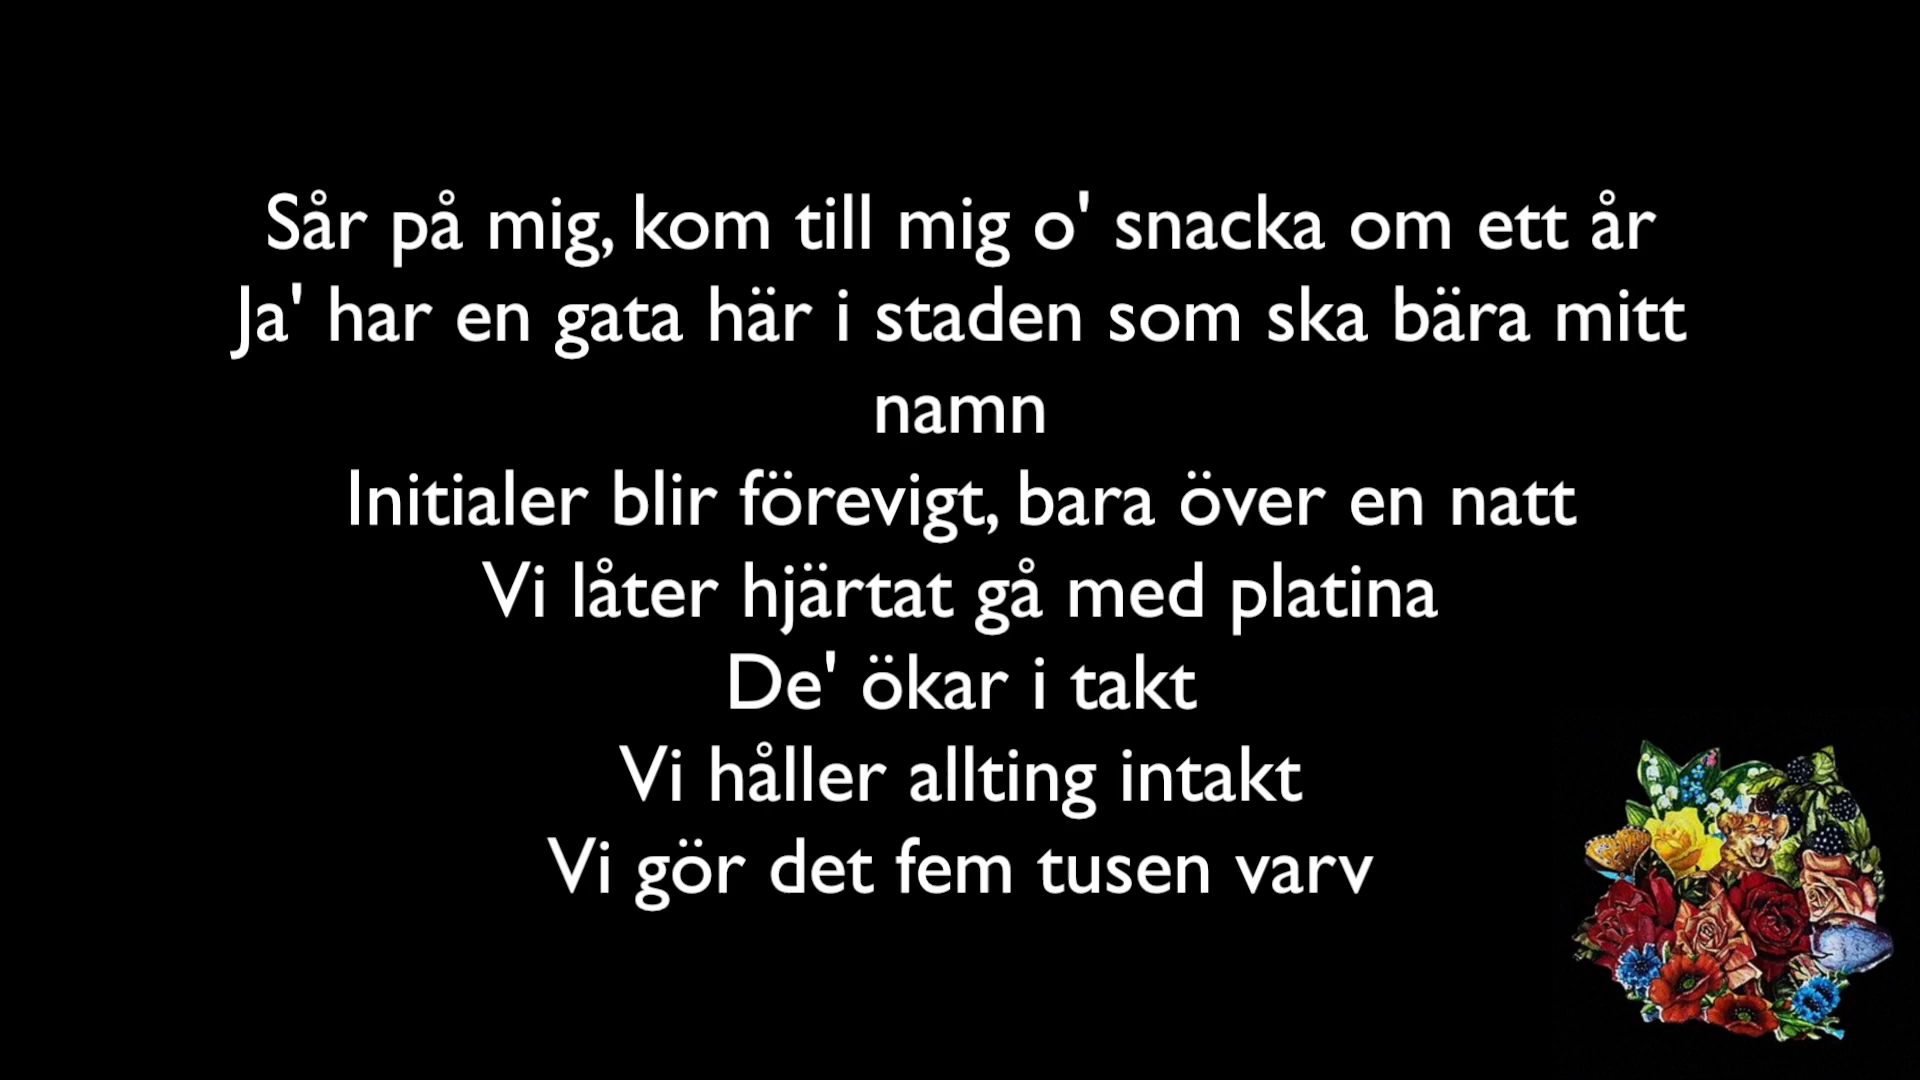 Sår på mig, kom till mig o' snacka om ett år
Ja' har en gata här i staden som ska bära mitt
namn
Initialer blir förevigt, bara över en natt
Vi låter hjärtat gå med platina
De' ökar i takt
Vi håller allting intakt
Vi gör det fem tusen varv